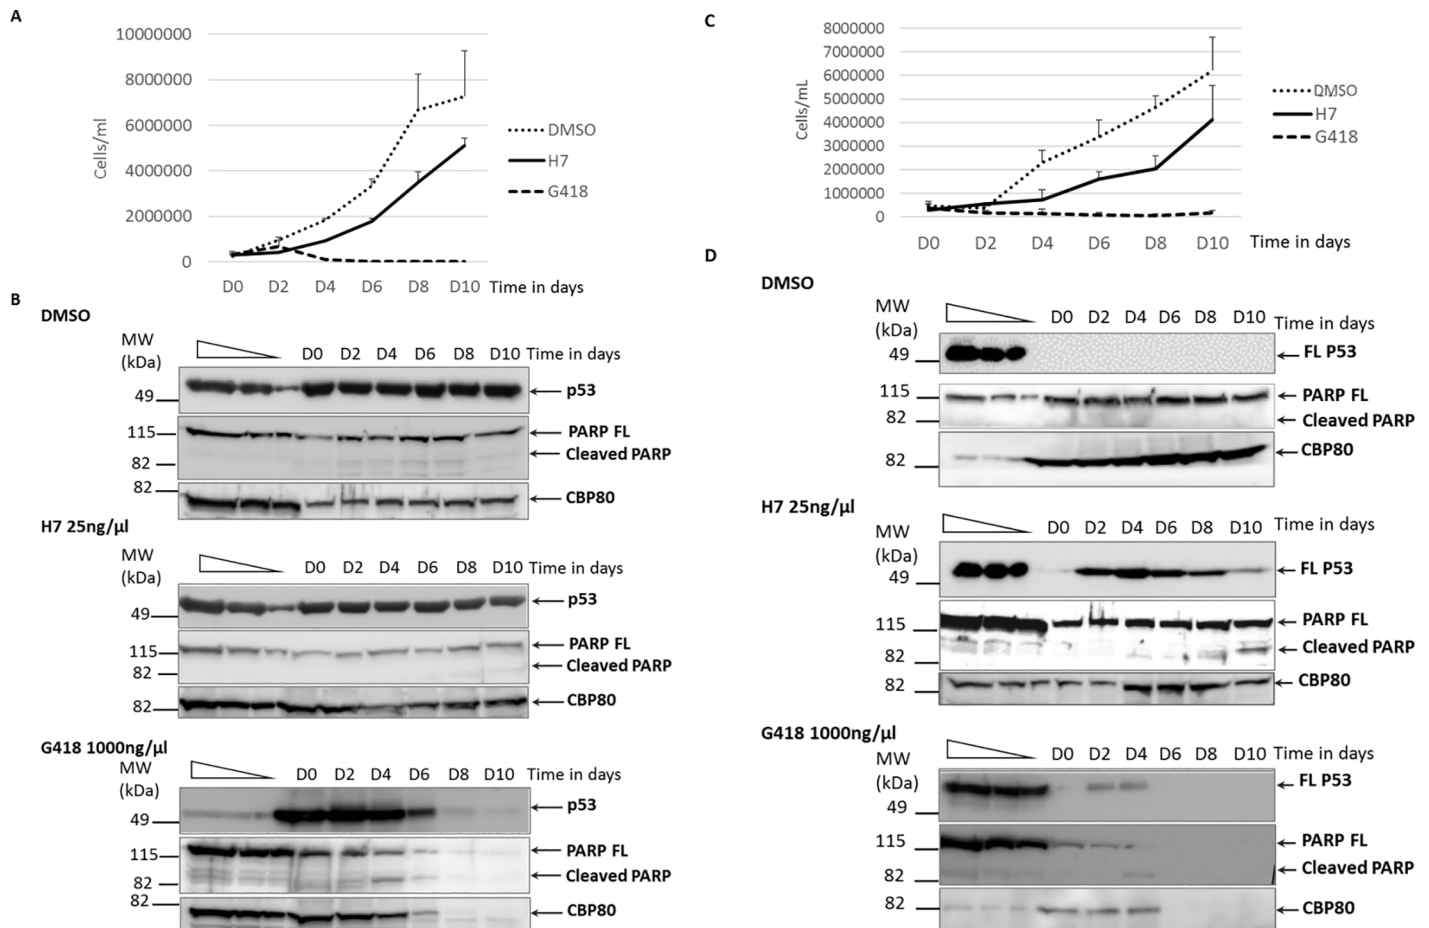 A
10000000
8000000
6000000
4000000
2000000
0
Cells/ml
DMSO
H7
G418
D0 D2 D4 D6 D8 D10 Time in days
B
DMSO
MW
(kDa)
D0 D2 D4 D6 D8 D10 Time in days
49
p53
115
PARP FL
82
Cleaved PARP
82
CBP80
H7 25ng/µl
MW
(kDa)
D0 D2 D4 D6 D8 D10 Time in days
49
p53
115
PARP FL
82
Cleaved PARP
82
CBP80
G418 1000ng/µl
MW
(kDa)
D0 D2 D4 D6 D8 D10 Time in days
49
p53
115
PARP FL
82
Cleaved PARP
82
CBP80
C
8000000
7000000
6000000
5000000
4000000
3000000
2000000
1000000
0
Cells/mL
DMSO
H7
G418
D0 D2 D4 D6 D8 D10 Time in days
D
DMSO
MW
(kDa)
D0 D2 D4 D6 D8 D10 Time in days
49
FL P53
115
PARP FL
82
Cleaved PARP
82
CBP80
H7 25ng/µl
MW
(kDa)
D0 D2 D4 D6 D8 D10 Time in days
49
FL P53
115
PARP FL
82
Cleaved PARP
82
CBP80
G418 1000ng/µl
MW
(kDa)
D0 D2 D4 D6 D8 D10 Time in days
49
FL P53
115
PARP FL
82
Cleaved PARP
82
CBP80